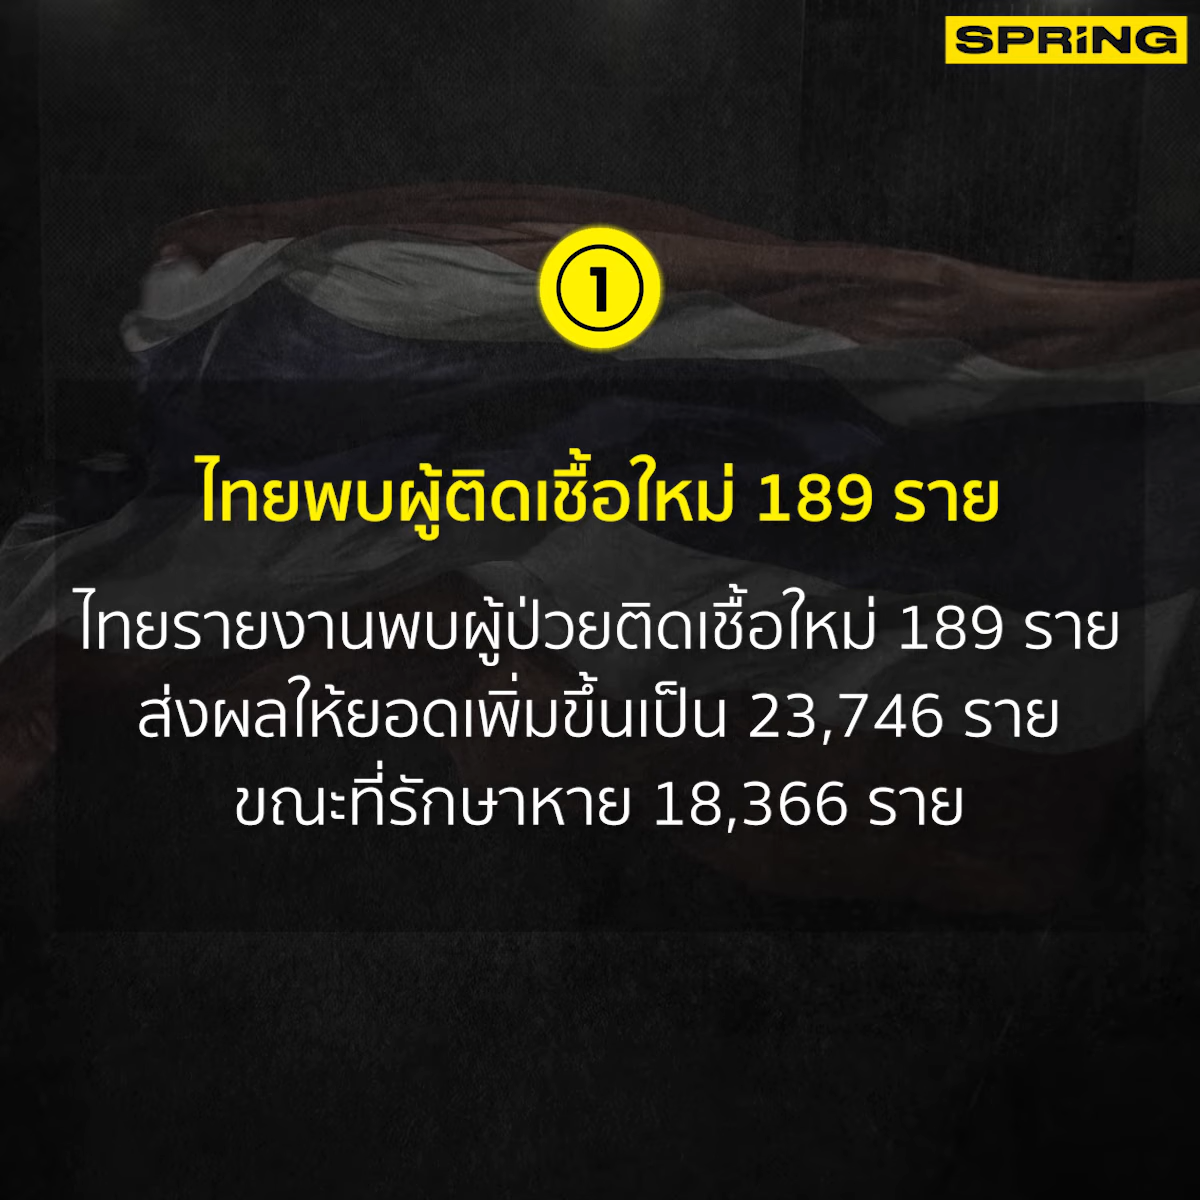 SPRiNG
1
ไทยพบผู้ติดเชื้อใหม่ 189 ราย
ไทยรายงานพบผู้ป่วยติดเชื้อใหม่ 189 ราย
ส่งผลให้ยอดเพิ่มขึ้นเป็น 23,746 ราย
ขณะที่รักษาหาย 18,366 ราย